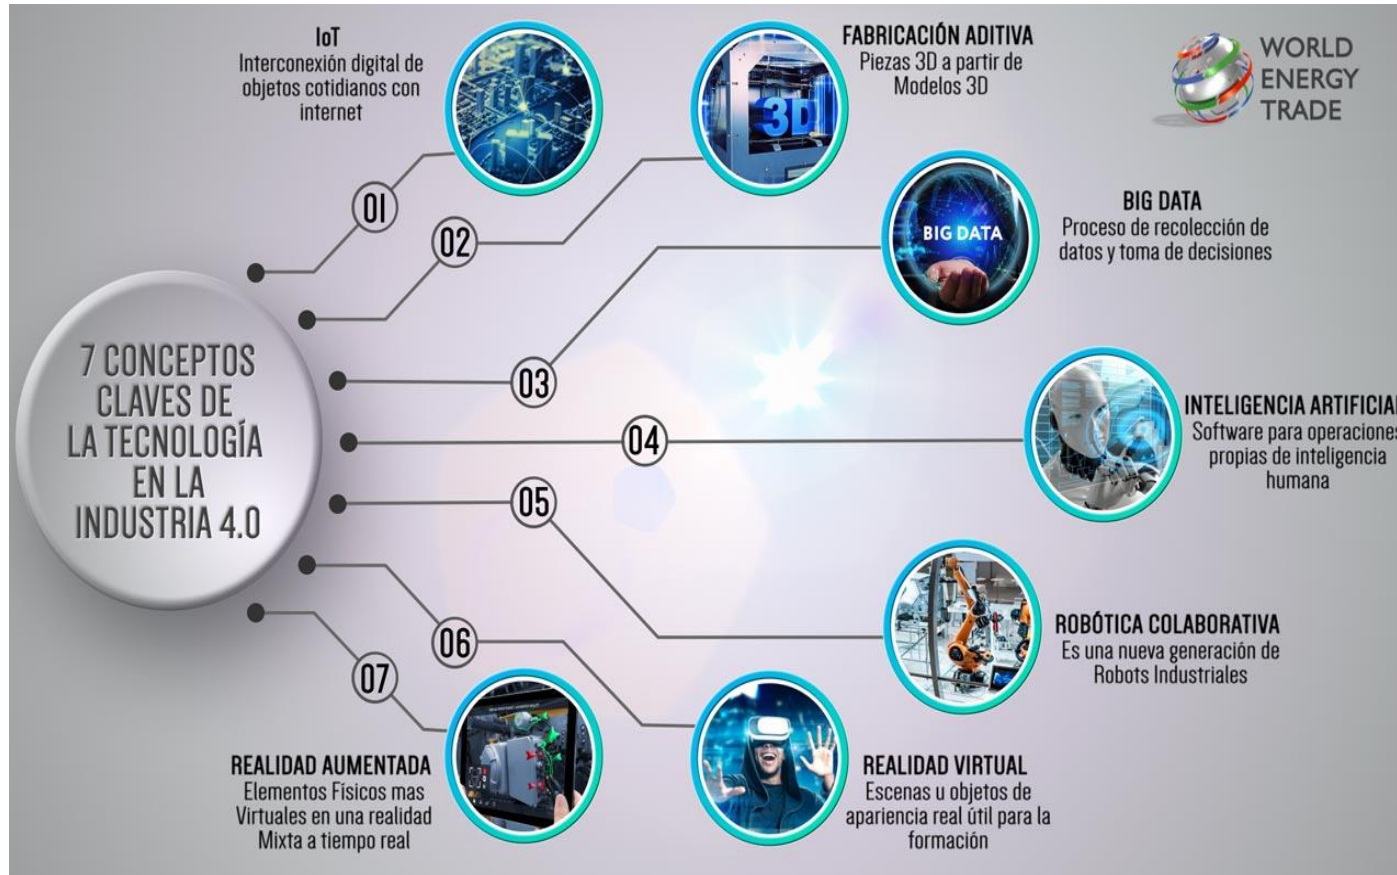 7 CONCEPTOS
CLAVES DE
LA TECNOLOGÍA
EN LA
INDUSTRIA 4.0
01
IoT
Interconexión digital de
objetos cotidianos con
internet
02
3D
FABRICACIÓN ADITIVA
Piezas 3D a partir de
Modelos 3D
WORLD
ENERGY
TRADE
03
BIG DATA
BIG DATA
Proceso de recolección de
datos y toma de decisiones
04
INTELIGENCIA ARTIFICIAL
Software para operaciones
propias de inteligencia
humana
05
ROBÓTICA COLABORATIVA
Es una nueva generación de
Robots Industriales
06
REALIDAD VIRTUAL
Escenas u objetos de
apariencia real útil para la
formación
07
REALIDAD AUMENTADA
Elementos Físicos mas
Virtuales en una realidad
Mixta a tiempo real